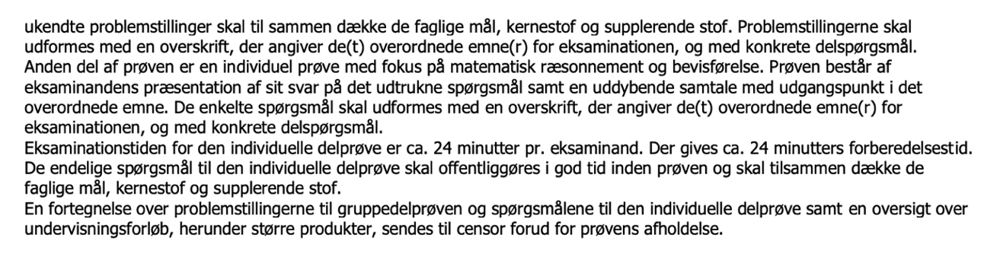 ukendte problemstillinger skal til sammen dække de faglige mål, kernestof og supplerende stof. Problemstillingerne skal
udformes med en overskrift, der angiver de(t) overordnede emne(r) for eksaminationen, og med konkrete delspørgsmål.
Anden del af prøven er en individuel prøve med fokus på matematisk ræsonnement og bevisførelse. Prøven består af
eksaminandens præsentation af sit svar på det udtrukne spørgsmål samt en uddybende samtale med udgangspunkt i det
overordnede emne. De enkelte spørgsmål skal udformes med en overskrift, der angiver de(t) overordnede emne(r) for
eksaminationen, og med konkrete delspørgsmål.
Eksaminationstiden for den individuelle delprøve er ca. 24 minutter pr. eksaminand. Der gives ca. 24 minutters forberedelsestid.
De endelige spørgsmål til den individuelle delprøve skal offentliggøres i god tid inden prøven og skal tilsammen dække de
faglige mål, kernestof og supplerende stof.
En fortegnelse over problemstillingerne til gruppedelprøven og spørgsmålene til den individuelle delprøve samt en oversigt over
undervisningsforløb, herunder større produkter, sendes til censor forud for prøvens afholdelse.